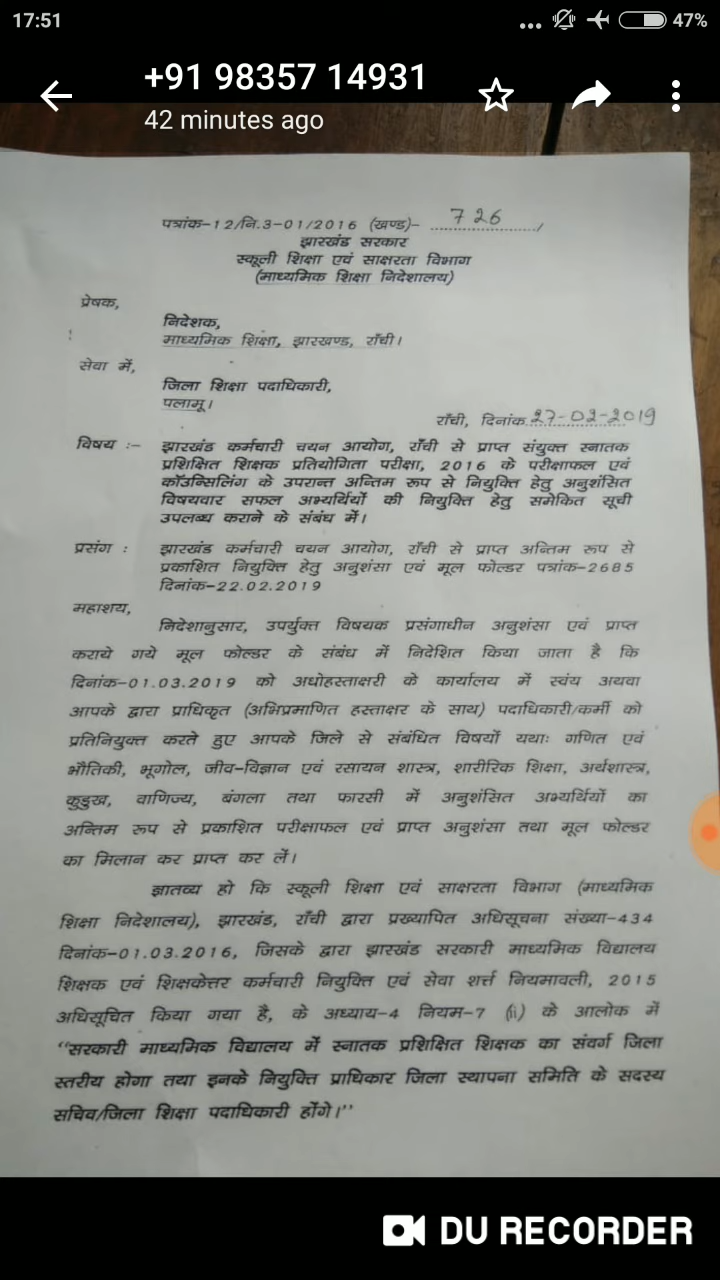 17:51
... 47%
+91 98357 14931
42 minutes ago
पत्रांक-12/नि.3-01/2016 (खण्ड)- 726/
झारखंड सरकार
स्कूली शिक्षा एवं साक्षरता विभाग
(माध्यमिक शिक्षा निदेशालय)
प्रेषक,
निदेशक,
माध्यमिक शिक्षा, झारखण्ड, राँची।
सेवा में,
जिला शिक्षा पदाधिकारी,
पलामू।
राँची, दिनांक 27-02-2019
विषय :- झारखंड कर्मचारी चयन आयोग, राँची से प्राप्त संयुक्त स्नातक
प्रशिक्षित शिक्षक प्रतियोगिता परीक्षा, 2016 के परीक्षाफल एवं
कॉउन्सिलिंग के उपरान्त अन्तिम रूप से नियुक्ति हेतु अनुशंसित
विषयवार सफल अभ्यर्थियों की नियुक्ति हेतु समेकित सूची
उपलब्ध कराने के संबंध में।
प्रसंग : झारखंड कर्मचारी चयन आयोग, राँची से प्राप्त अन्तिम रूप से
प्रकाशित नियुक्ति हेतु अनुशंसा एवं मूल फोल्डर पत्रांक-2685
दिनांक-22.02.2019
महाशय,
निदेशानुसार, उपर्युक्त विषयक प्रसंगाधीन अनुशंसा एवं प्राप्त
कराये गये मूल फोल्डर के संबंध में निदेशित किया जाता है कि
दिनांक-01.03.2019 को अधोहस्ताक्षरी के कार्यालय में स्वंय अथवा
आपके द्वारा प्राधिकृत (अभिप्रमाणित हस्ताक्षर के साथ) पदाधिकारी/कर्मी को
प्रतिनियुक्त करते हुए आपके जिले से संबंधित विषयों यथाः गणित एवं
भौतिकी, भूगोल, जीव-विज्ञान एवं रसायन शास्त्र, शारीरिक शिक्षा, अर्थशास्त्र,
कुडुख, वाणिज्य, बंगला तथा फारसी में अनुशंसित अभ्यर्थियों का
अन्तिम रूप से प्रकाशित परीक्षाफल एवं प्राप्त अनुशंसा तथा मूल फोल्डर
का मिलान कर प्राप्त कर लें।
ज्ञातव्य हो कि स्कूली शिक्षा एवं साक्षरता विभाग (माध्यमिक
शिक्षा निदेशालय), झारखंड, राँची द्वारा प्रख्यापित अधिसूचना संख्या-434
दिनांक-01.03.2016, जिसके द्वारा झारखंड सरकारी माध्यमिक विद्यालय
शिक्षक एवं शिक्षकेत्तर कर्मचारी नियुक्ति एवं सेवा शर्त्त नियमावली, 2015
अधिसूचित किया गया है, के अध्याय-4 नियम-7 (ii) के आलोक में
‘‘सरकारी माध्यमिक विद्यालय में स्नातक प्रशिक्षित शिक्षक का संवर्ग जिला
स्तरीय होगा तथा इनके नियुक्ति प्राधिकार जिला स्थापना समिति के सदस्य
सचिव/जिला शिक्षा पदाधिकारी होंगे।’’
DU RECORDER